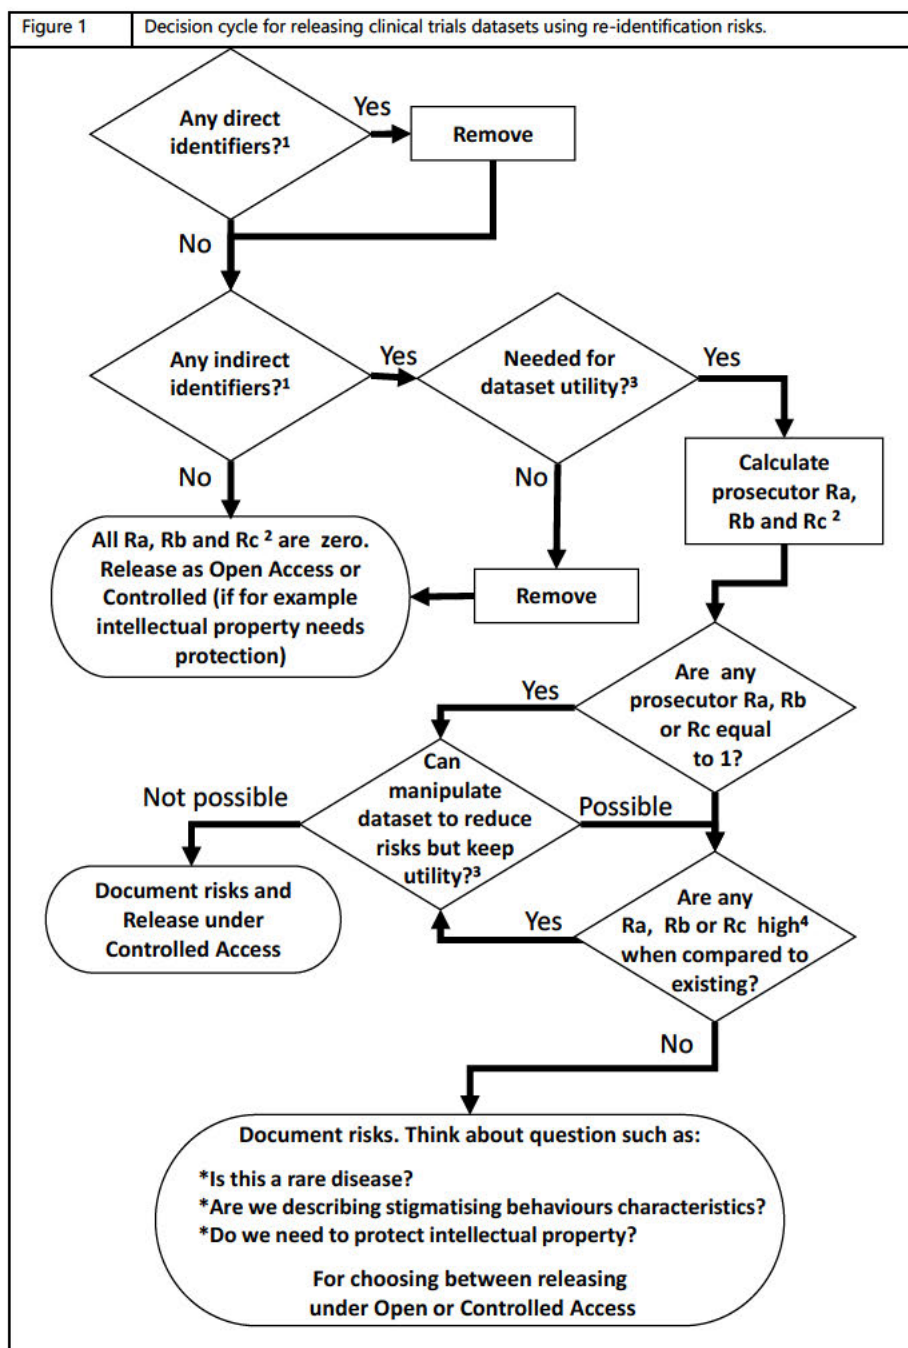 Figure 1
Decision cycle for releasing clinical trials datasets using re-identification risks.
Any direct
identifiers?¹
Yes
Remove
No
Any indirect
identifiers?¹
Yes
Needed for
dataset utility?³
Yes
No
No
Calculate
prosecutor Ra,
Rb and Rc ²
All Ra, Rb and Rc ² are zero.
Release as Open Access or
Controlled (if for example
intellectual property needs
protection)
Remove
Are any
prosecutor Ra, Rb
or Rc equal
to 1?
Yes
Can
manipulate
dataset to reduce
risks but keep
utility?³
Not possible
Possible
Document risks and
Release under
Controlled Access
Are any
Ra, Rb or Rc high⁴
when compared to
existing?
Yes
No
Document risks. Think about question such as:
*Is this a rare disease?
*Are we describing stigmatising behaviours characteristics?
*Do we need to protect intellectual property?
For choosing between releasing
under Open or Controlled Access